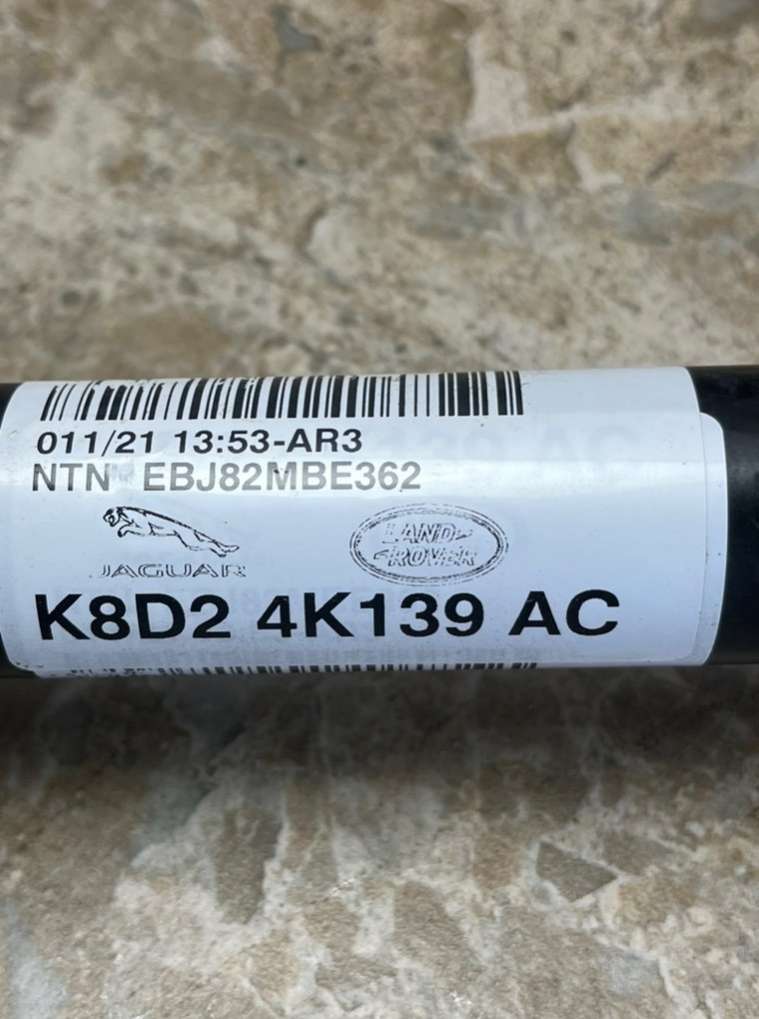 011/21 13:53-AR3
NTN EBJ82MBE362
JAGUAR
LAND-
-ROVER
K8D2 4K139 AC